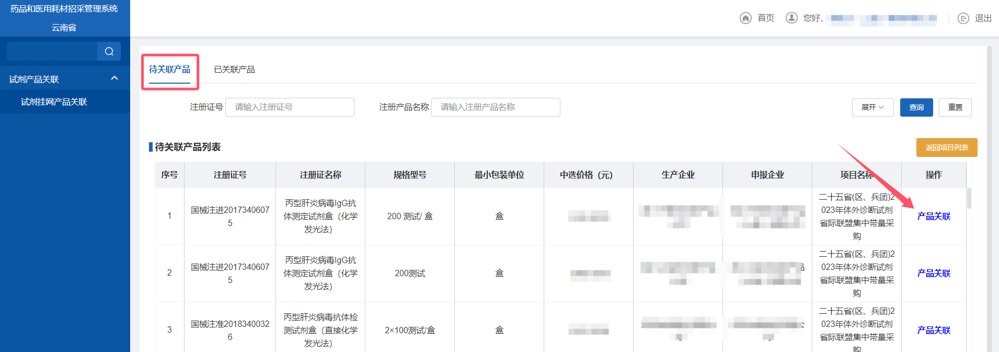 药品和医用耗材招采管理系统
云南省
首页
您好,
退出
试剂产品关联
试剂挂网产品关联
待关联产品
已关联产品
注册证号 请输入注册证号 注册产品名称 请输入注册产品名称 展开 查询 重置
待关联产品列表
返回项目列表
序号 注册证号 注册证名称 规格型号 最小包装单位 中选价格（元） 生产企业 申报企业 项目名称 操作
1
国械注进2017340607
5
丙型肝炎病毒IgG抗
体测定试剂盒（化学
发光法）
200 测试/ 盒
盒
二十五省(区、兵团)2
023年体外诊断试剂
省际联盟集中带量采
购
产品关联
2
国械注进2017340607
5
丙型肝炎病毒IgG抗
体测定试剂盒（化学
发光法）
200测试
盒
品
二十五省(区、兵团)2
023年体外诊断试剂
省际联盟集中带量采
购
产品关联
3
国械注准2018340032
6
丙型肝炎病毒抗体检
测试剂盒（直接化学
发光法）
2×100测试/盒
盒
二十五省(区、兵团)2
023年体外诊断试剂
省际联盟集中带量采
购
产品关联